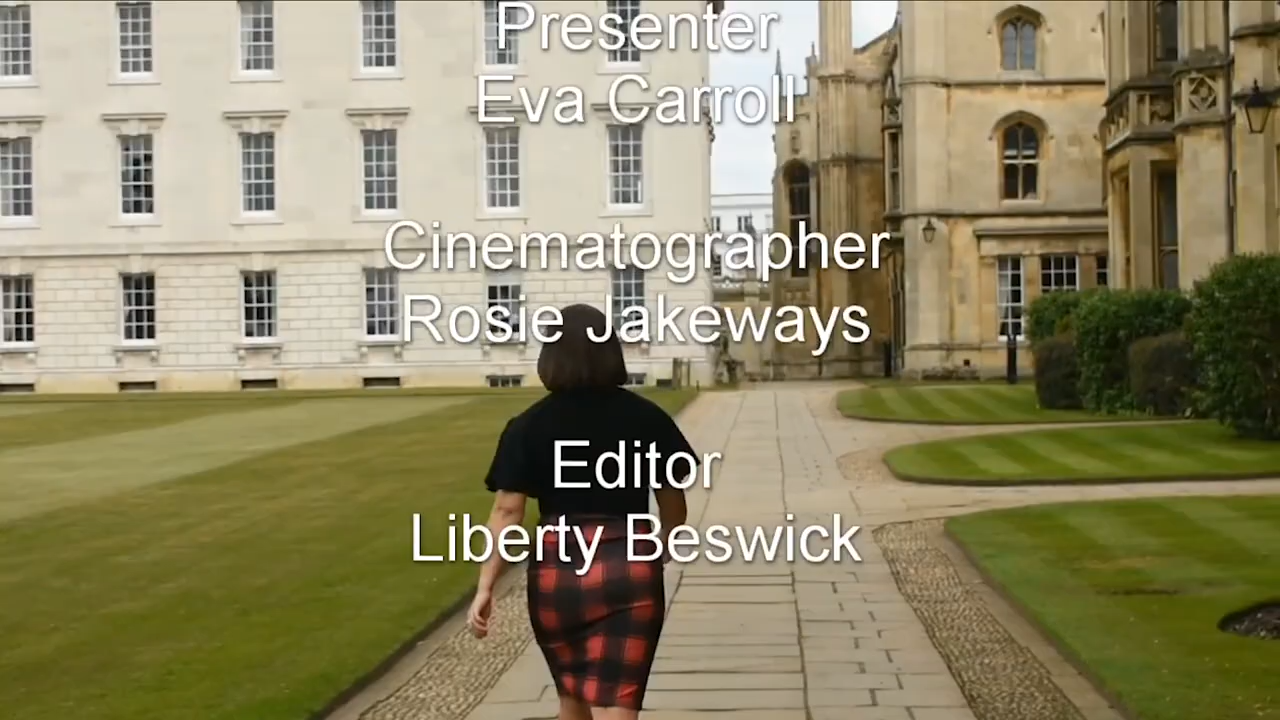 Presenter
Eva Carroll
Cinematographer
Rosie Jakeways
Editor
Liberty Beswick